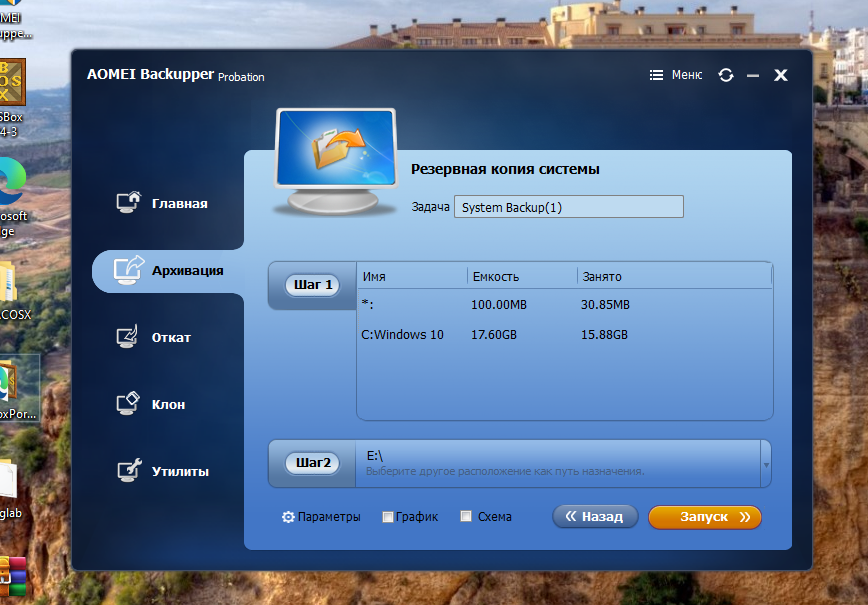 MEI
uppe...
AOMEI Backupper Probation
Меню
SBox
4-3
Резервная копия системы
Задача System Backup(1)
Главная
osoft
ge
Архивация
Шаг 1
Имя Емкость Занято
*: 100.00MB 30.85MB
COSX
C:Windows 10 17.60GB 15.88GB
Откат
Клон
oxPor...
Шаг2
E:\
Выберите другое расположение как путь назначения.
Утилиты
glab
Параметры График Схема Назад Запуск